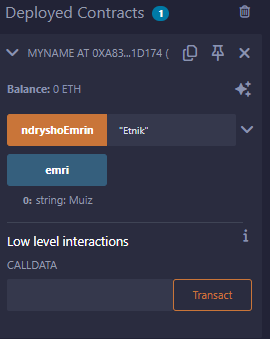 Deployed Contracts 1
MYNAME AT 0XA83...1D174 (
Balance: 0 ETH
ndryshoEmrin "Etnik"
emri
0: string: Muiz
Low level interactions i
CALLDATA
Transact